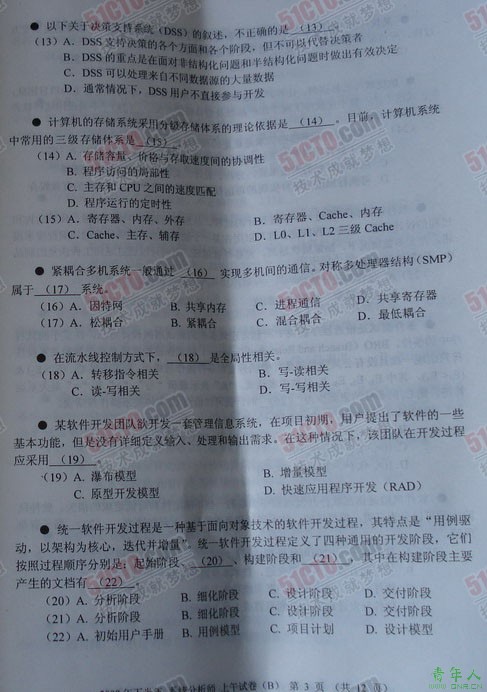 ● 以下关于决策支持系统（DSS）的叙述，不正确的是 （13） 。
（13）A．DSS 支持决策的各个方面和各个阶段，但不可以代替决策者
B．DSS 的重点是在面对非结构化问题和半结构化问题时做出有效决定
C．DSS 可以处理来自不同数据源的大量数据
D．通常情况下，DSS 用户不直接参与开发
● 计算机的存储系统采用分级存储体系的理论依据是 （14） 。目前，计算机系统
中常用的三级存储体系是 （15） 。
（14）A．存储容量、价格与存取速度间的协调性
B．程序访问的局部性
C．主存和 CPU 之间的速度匹配
D．程序运行的定时性
（15）A．寄存器、内存、外存 B．寄存器、Cache、内存
C．Cache、主存、辅存 D．L0、L1、L2 三级 Cache
● 紧耦合多机系统一般通过 （16） 实现多机间的通信。对称多处理器结构（SMP）
属于 （17） 系统。
（16）A．因特网 B．共享内存 C．进程通信 D．共享寄存器
（17）A．松耦合 B．紧耦合 C．混合耦合 D．最低耦合
● 在流水线控制方式下， （18） 是全局性相关。
（18）A．转移指令相关 B．写-读相关
C．读-写相关 D．写-写相关
● 某软件开发团队欲开发一套管理信息系统，在项目初期，用户提出了软件的一些
基本功能，但是没有详细定义输入、处理和输出需求。在这种情况下，该团队在开发过程
应采用 （19） 。
（19）A．瀑布模型 B．增量模型
C．原型开发模型 D．快速应用程序开发（RAD）
● 统一软件开发过程是一种基于面向对象技术的软件开发过程，其特点是“用例驱
动，以架构为核心，迭代并增量”。统一软件开发过程定义了四种通用的开发阶段，它们
按照过程顺序分别是：起始阶段、 （20） 、构建阶段和 （21） ，其中在构建阶段主要
产生的文档有 （22） 。
（20）A．分析阶段 B．细化阶段 C．设计阶段 D．交付阶段
（21）A．分析阶段 B．细化阶段 C．设计阶段 D．交付阶段
（22）A．初始用户手册 B．用例模型 C．项目计划 D．设计模型
系统分析师 上午试卷（B） 第 3 页 （共 12 页）
51CTO.com
技术成就梦想
青年人
QNR.CN